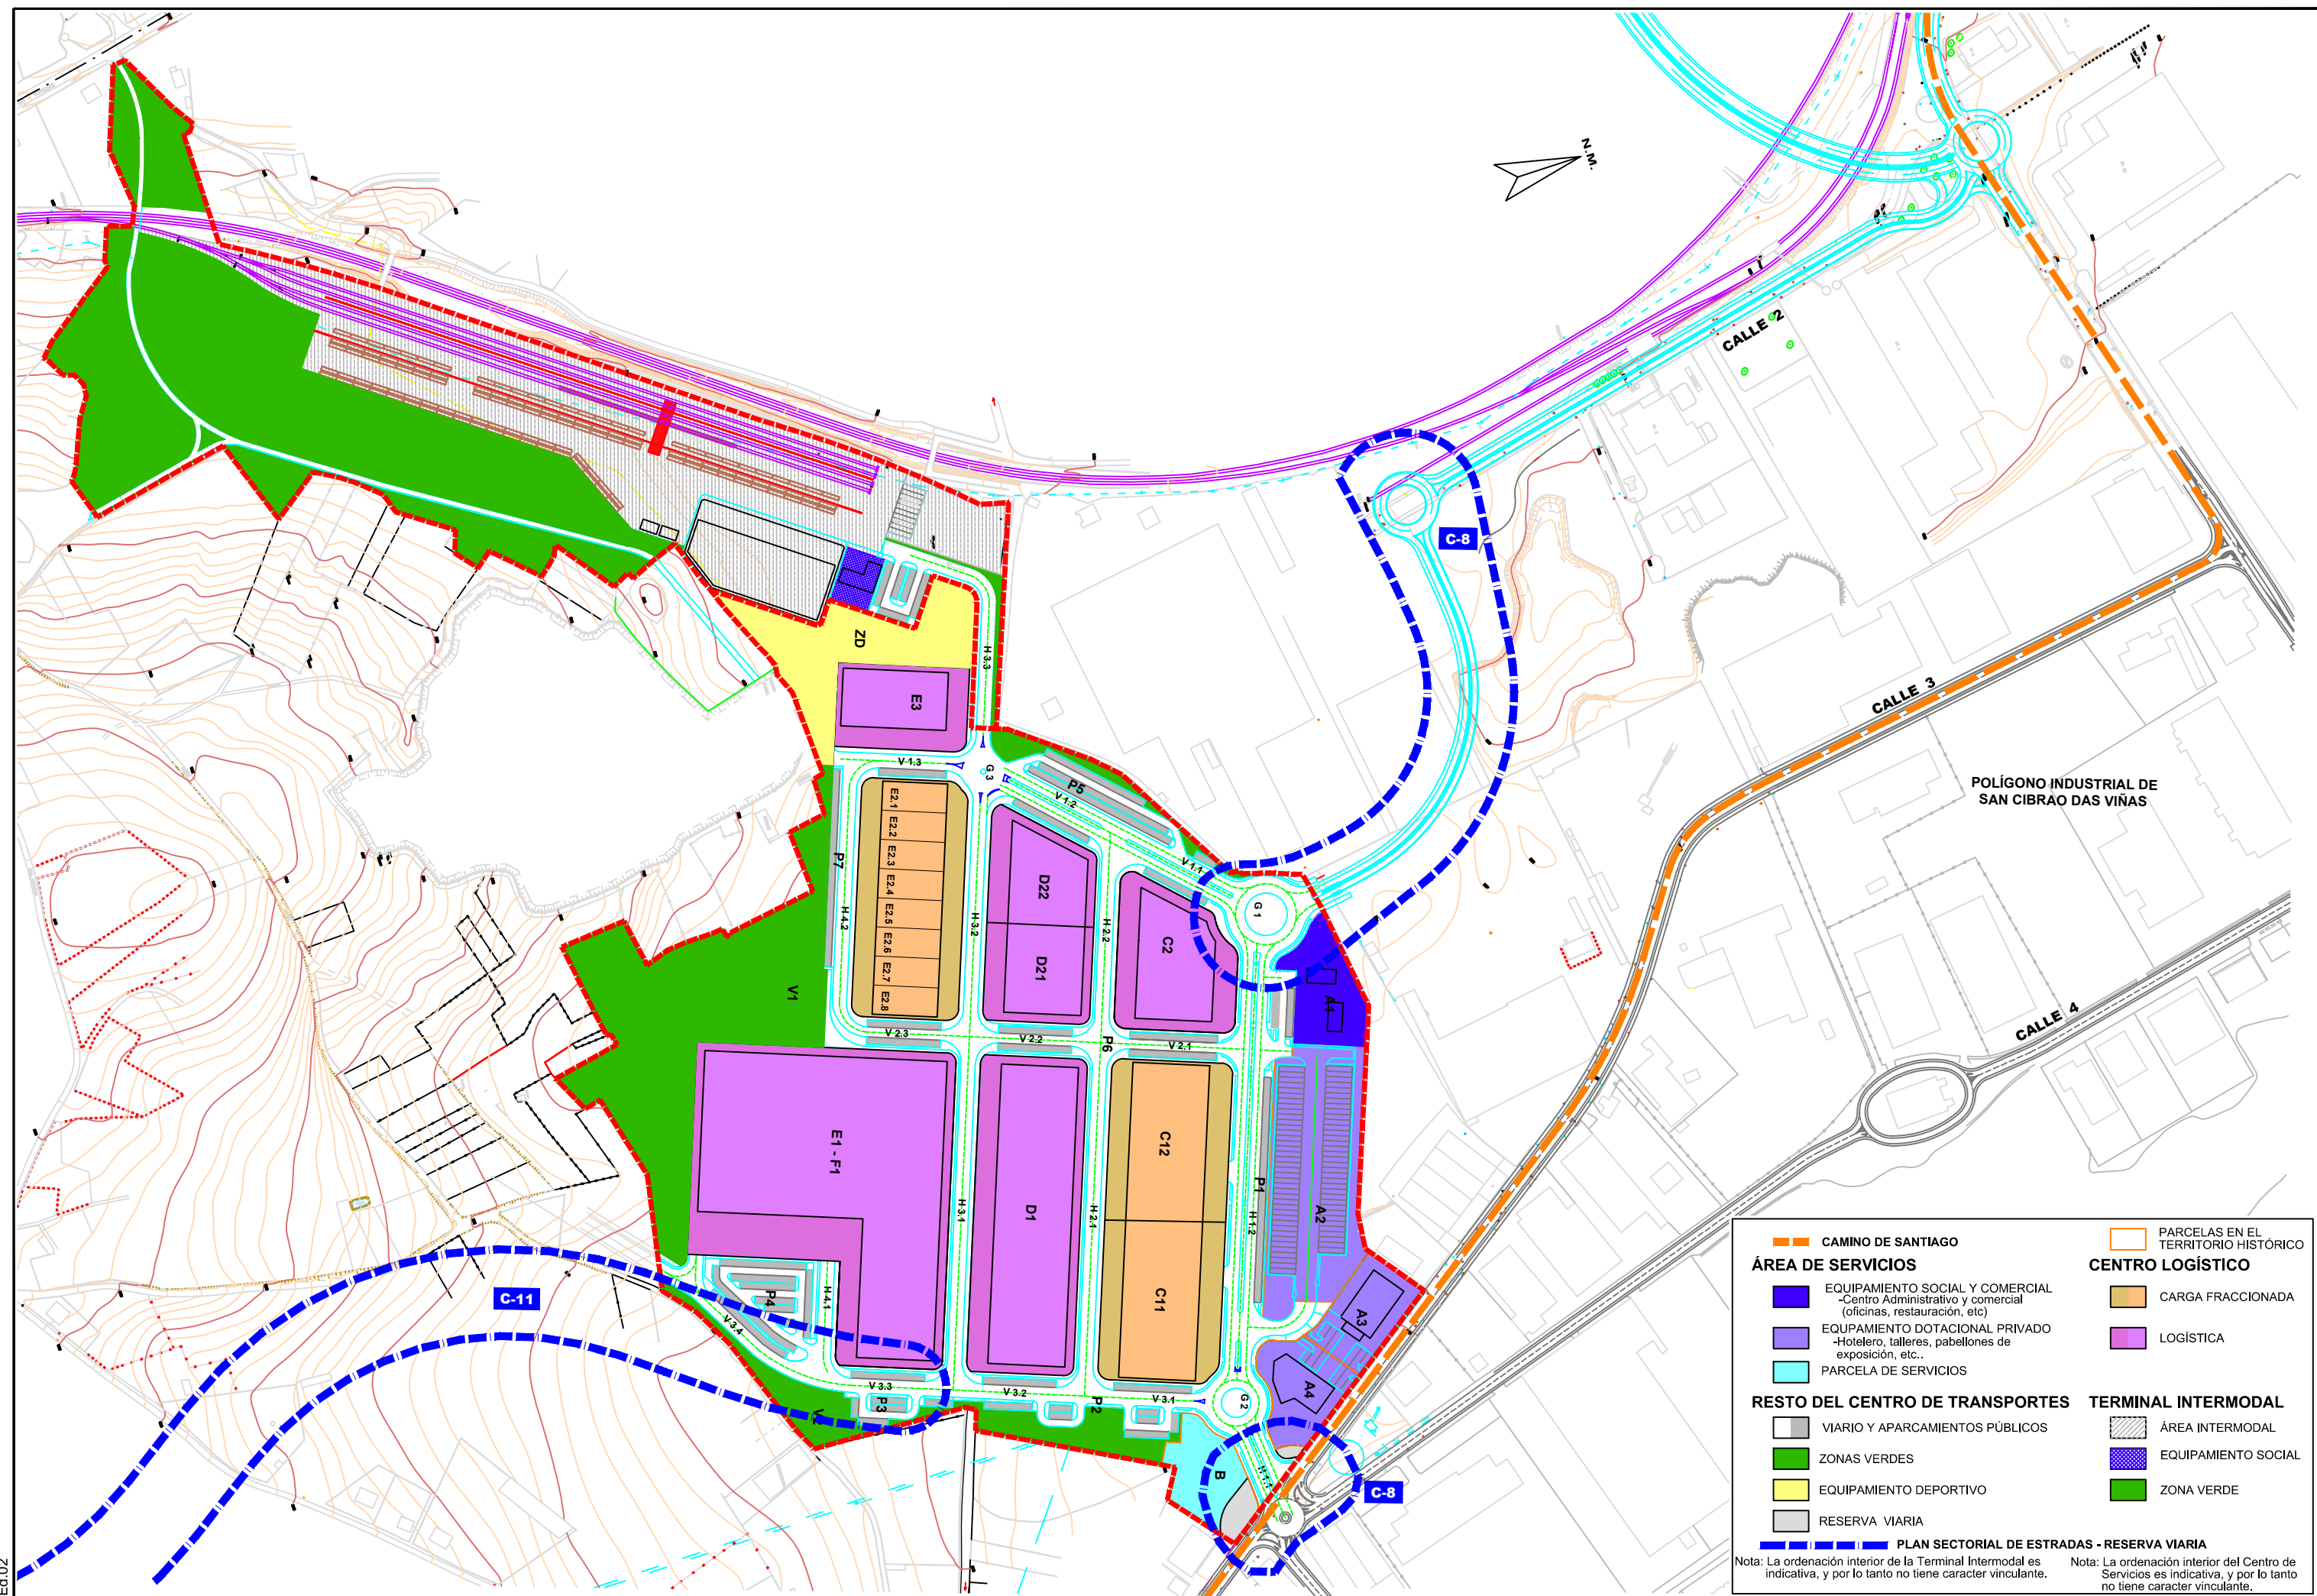 N.M.
CALLE 2
C-8
CALLE 3
POLÍGONO INDUSTRIAL DE
SAN CIBRAO DAS VIÑAS
CALLE 4
ZD
H 3.3
E3
V 1.3
G 3
P5
V 1.2
V 1.1
E2.1
E2.2
E2.3
E2.4
E2.5
E2.6
E2.7
E2.8
P7
H 4.2
H 3.2
D22
D21
H 2.2
C2
G 1
A1
V1
V 2.3
V 2.2
P6
V 2.1
E1 - F1
H 3.1
D1
H 2.1
C12
C11
P1
H 1.2
A2
A3
A4
C-11
P4
H 4.1
V 3.4
V 3.3
P3
V2
V 3.2
P2
V 3.1
G 2
B
H 1.1
C-8
Ed.02
CAMINO DE SANTIAGO
PARCELAS EN EL
TERRITORIO HISTÓRICO
ÁREA DE SERVICIOS
EQUIPAMIENTO SOCIAL Y COMERCIAL
-Centro Administrativo y comercial
(oficinas, restauración, etc)
EQUPAMIENTO DOTACIONAL PRIVADO
-Hotelero, talleres, pabellones de
exposición, etc..
PARCELA DE SERVICIOS
CENTRO LOGÍSTICO
CARGA FRACCIONADA
LOGÍSTICA
RESTO DEL CENTRO DE TRANSPORTES
VIARIO Y APARCAMIENTOS PÚBLICOS
ZONAS VERDES
EQUIPAMIENTO DEPORTIVO
RESERVA VIARIA
TERMINAL INTERMODAL
ÁREA INTERMODAL
EQUIPAMIENTO SOCIAL
ZONA VERDE
PLAN SECTORIAL DE ESTRADAS - RESERVA VIARIA
Nota: La ordenación interior de la Terminal Intermodal es
indicativa, y por lo tanto no tiene caracter vinculante.
Nota: La ordenación interior del Centro de
Servicios es indicativa, y por lo tanto
no tiene caracter vinculante.